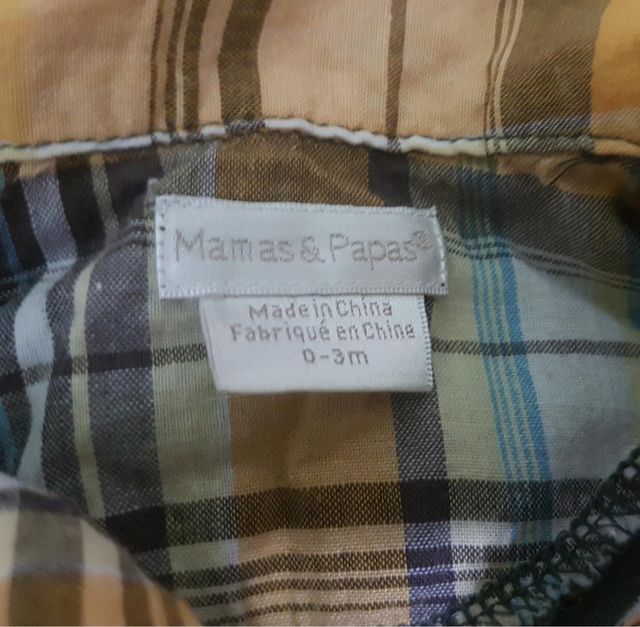 Mamas & Papas®
Made in China
Fabriqué en Chine
0-3m